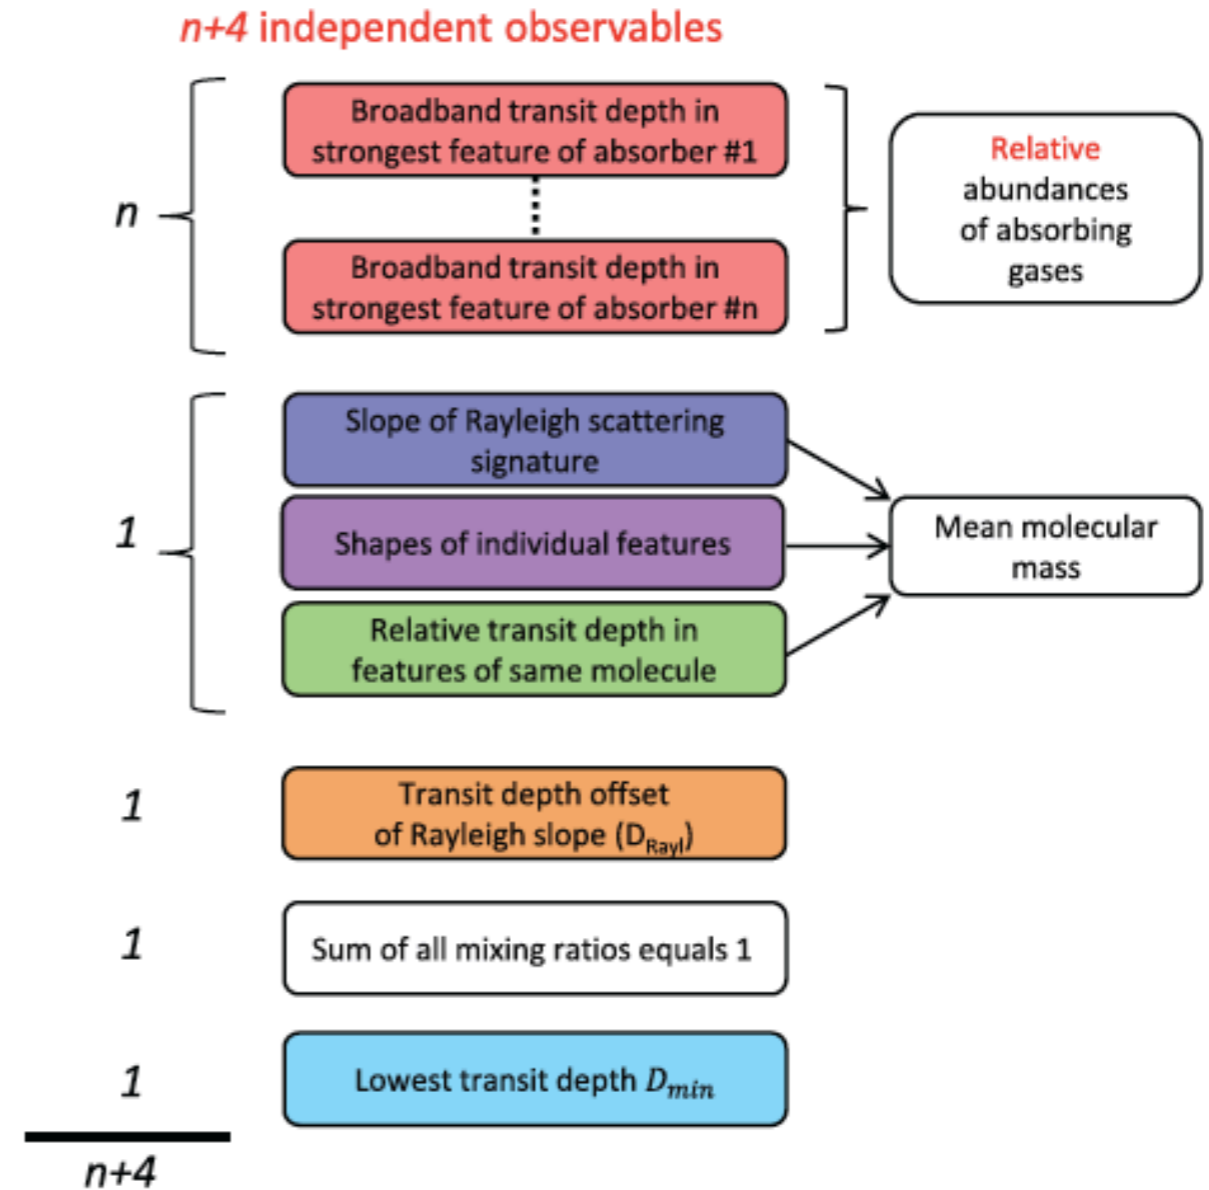 n+4 independent observables
Broadband transit depth in
strongest feature of absorber #1
n
Broadband transit depth in
strongest feature of absorber #n
Relative
abundances
of absorbing
gases
Slope of Rayleigh scattering
signature
1
Shapes of individual features
Relative transit depth in
features of same molecule
Mean molecular
mass
1
Transit depth offset
of Rayleigh slope (D_Rayl)
1
Sum of all mixing ratios equals 1
1
Lowest transit depth D_min
n+4